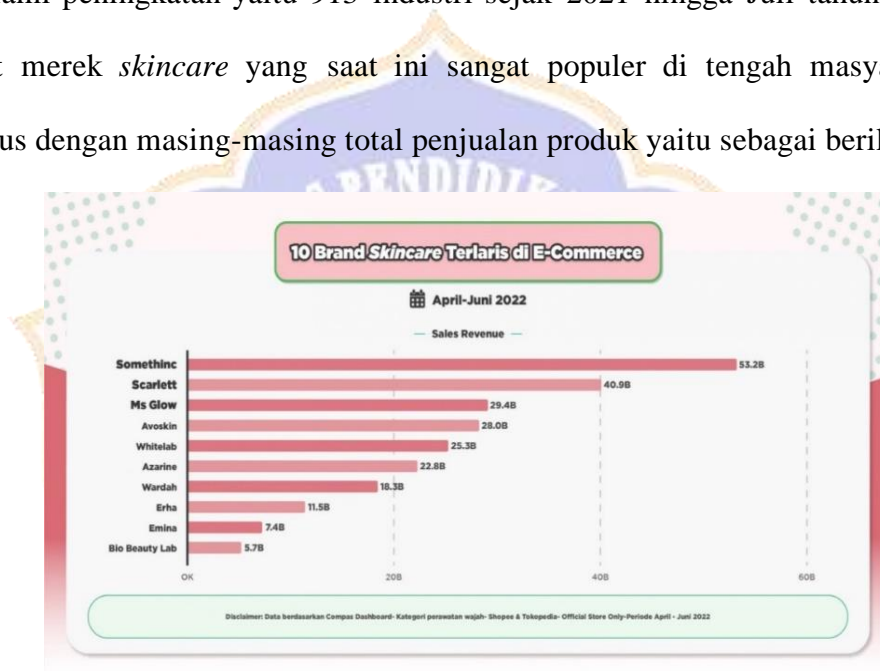 peningkatan yaitu 913 industri sejak 2021 hingga Juli tahun
merek skincare yang saat ini sangat populer di tengah
dengan masing-masing total penjualan produk yaitu sebagai
PENDIDIK
10 Brand Skincare Terlaris di E-Commerce
April-Juni 2022
Sales Revenue
Somethinc 53.2B
Scarlett 40.9B
Ms Glow 29.4B
Avoskin 28.0B
Whitelab 25.3B
Azarine 22.8B
Wardah 18.3B
Erha 11.5B
Emina 7.4B
Bio Beauty Lab 5.7B
0K 20B 40B 60B
Disclaimer: Data berdasarkan Compas Dashboard- Kategori perawatan wajah- Shopee & Tokopedia- Official Store Only-Periode April - Juni 2022